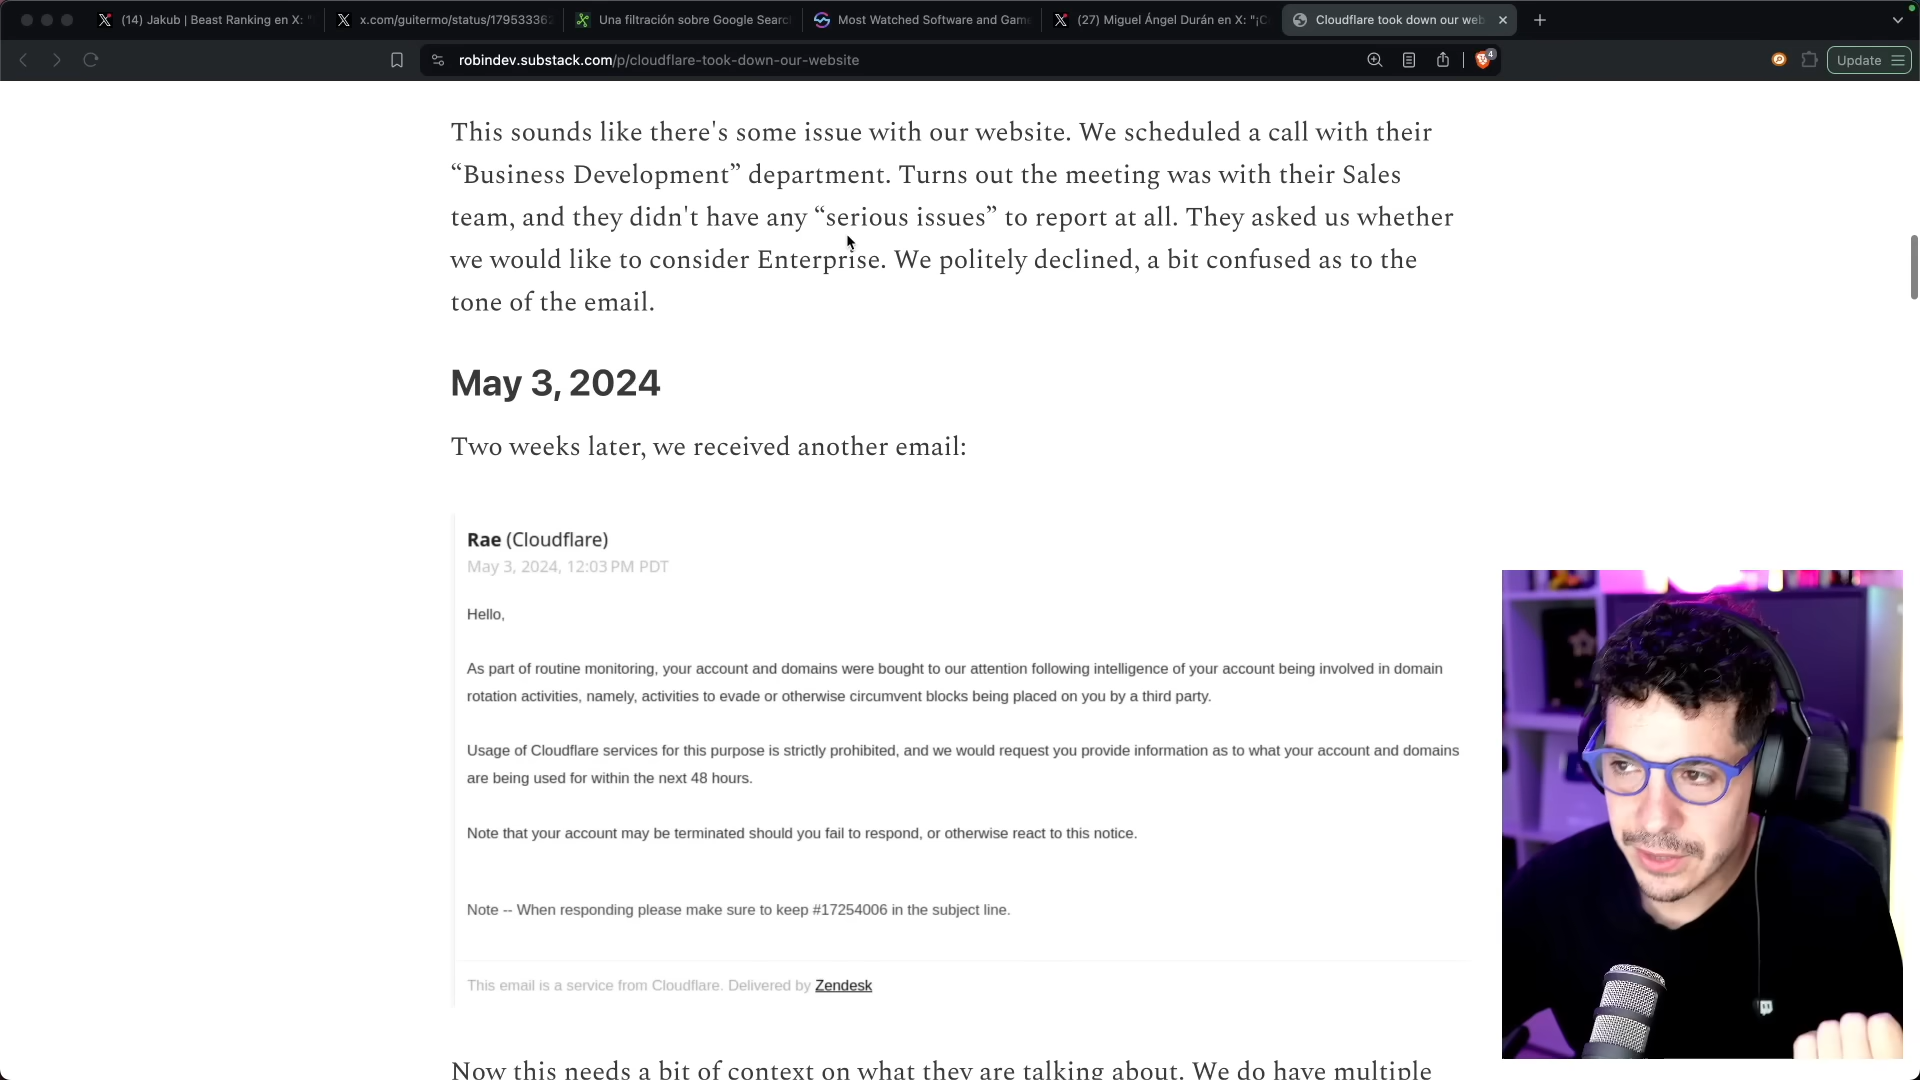 (14) Jakub | Beast Ranking en X: "
x.com/guitermo/status/179533362
Una filtración sobre Google Searc
Most Watched Software and Game
(27) Miguel Ángel Durán en X: "¡C
Cloudflare took down our web
robindev.substack.com/p/cloudflare-took-down-our-website
4
Update
This sounds like there's some issue with our website. We scheduled a call with their
“Business Development” department. Turns out the meeting was with their Sales
team, and they didn't have any “serious issues” to report at all. They asked us whether
we would like to consider Enterprise. We politely declined, a bit confused as to the
tone of the email.
May 3, 2024
Two weeks later, we received another email:
Rae (Cloudflare)
May 3, 2024, 12:03 PM PDT
Hello,
As part of routine monitoring, your account and domains were bought to our attention following intelligence of your account being involved in domain
rotation activities, namely, activities to evade or otherwise circumvent blocks being placed on you by a third party.
Usage of Cloudflare services for this purpose is strictly prohibited, and we would request you provide information as to what your account and domains
are being used for within the next 48 hours.
Note that your account may be terminated should you fail to respond, or otherwise react to this notice.
Note -- When responding please make sure to keep #17254006 in the subject line.
This email is a service from Cloudflare. Delivered by Zendesk
Now this needs a bit of context on what they are talking about. We do have multiple